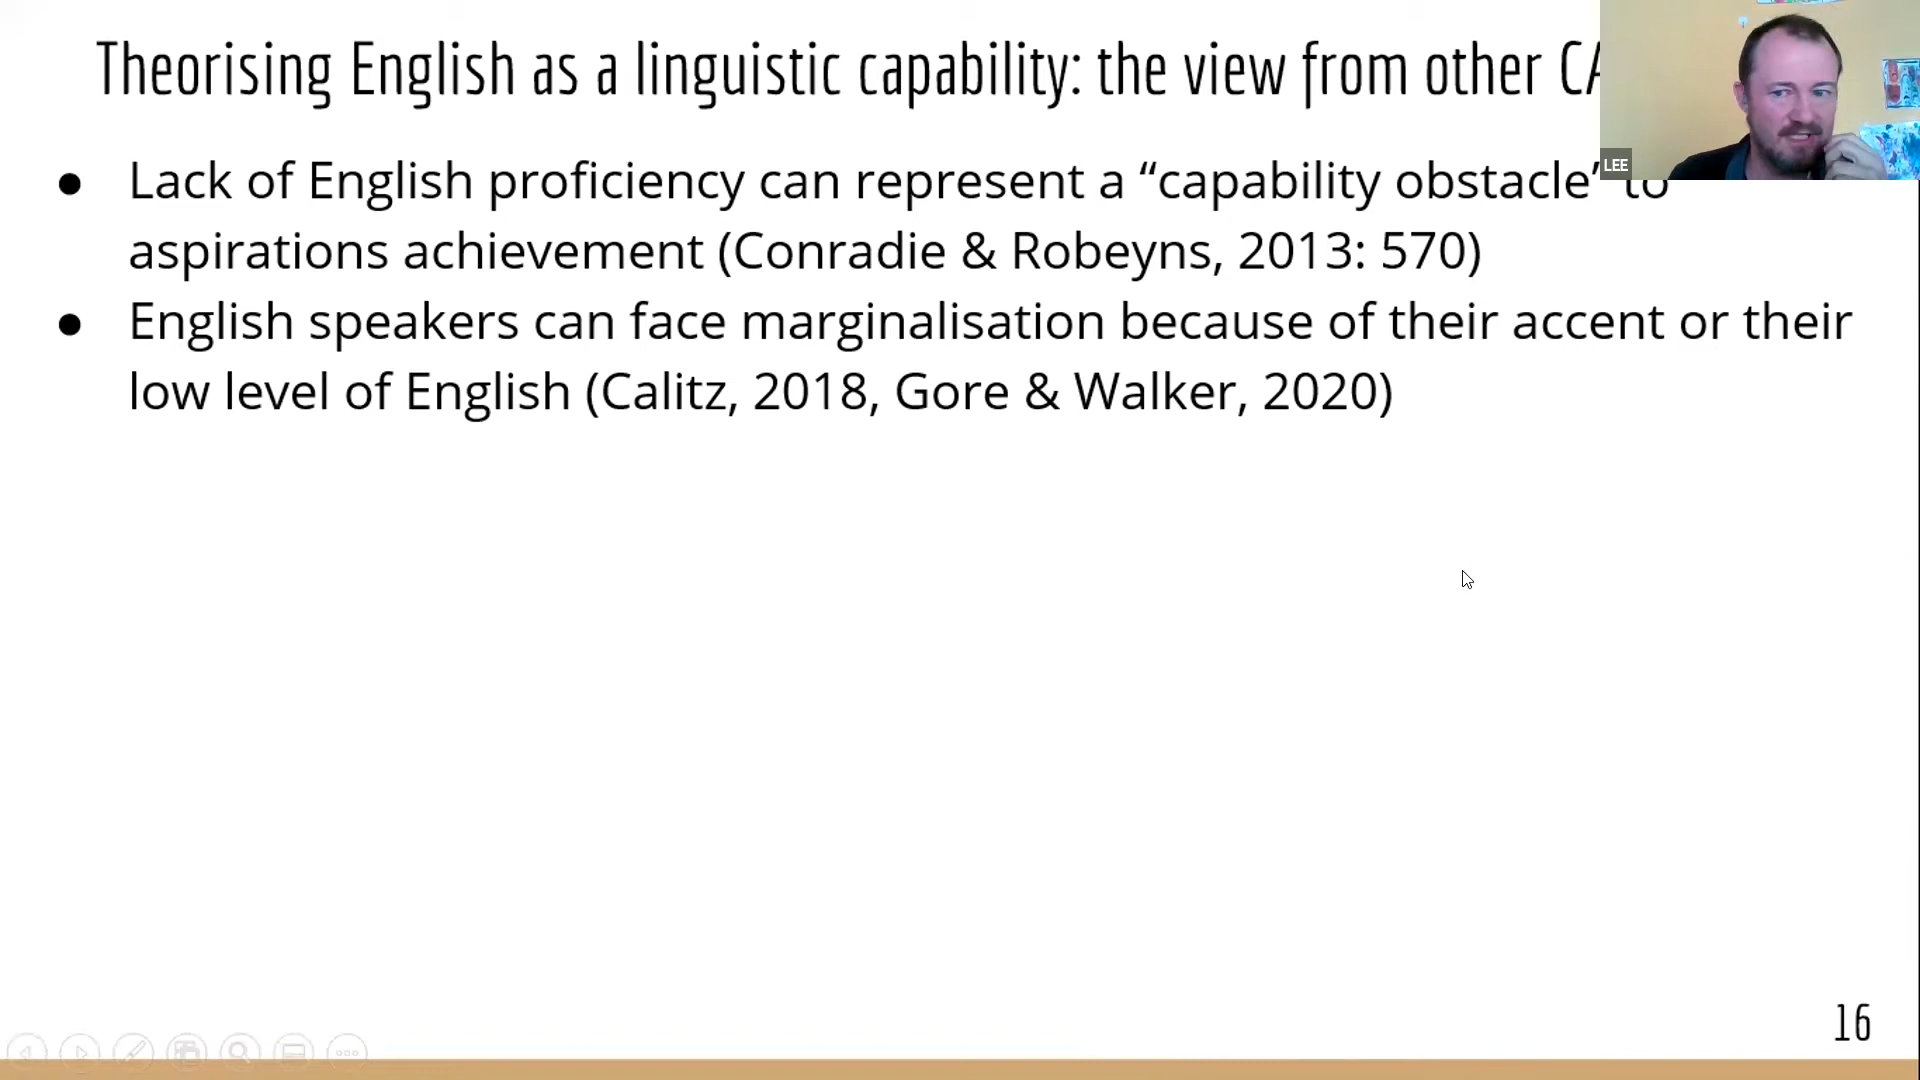 Theorising English as a linguistic capability: the view from other CA
LEE
● Lack of English proficiency can represent a “capability obstacle” to
aspirations achievement (Conradie & Robeyns, 2013: 570)
● English speakers can face marginalisation because of their accent or their
low level of English (Calitz, 2018, Gore & Walker, 2020)
16